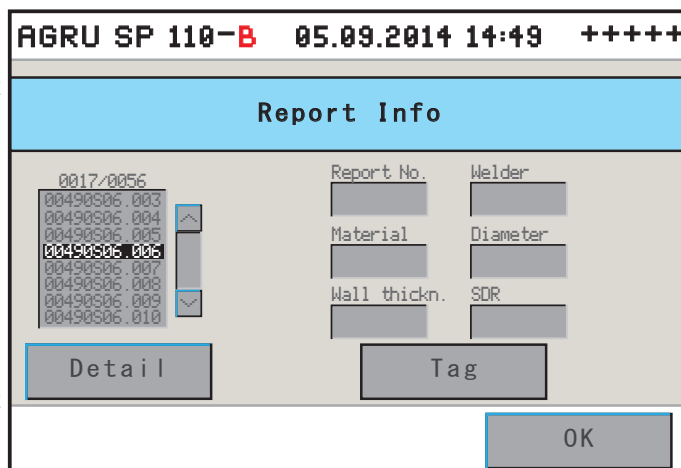 AGRU SP 110-B 05.09.2014 14:49 +++++
Report Info
0017/0056
00490S06.003
00490S06.004
00490S06.005
00490S06.006
00490S06.007
00490S06.008
00490S06.009
00490S06.010
Report No. Welder
Material Diameter
Wall thickn. SDR
Detail Tag
OK